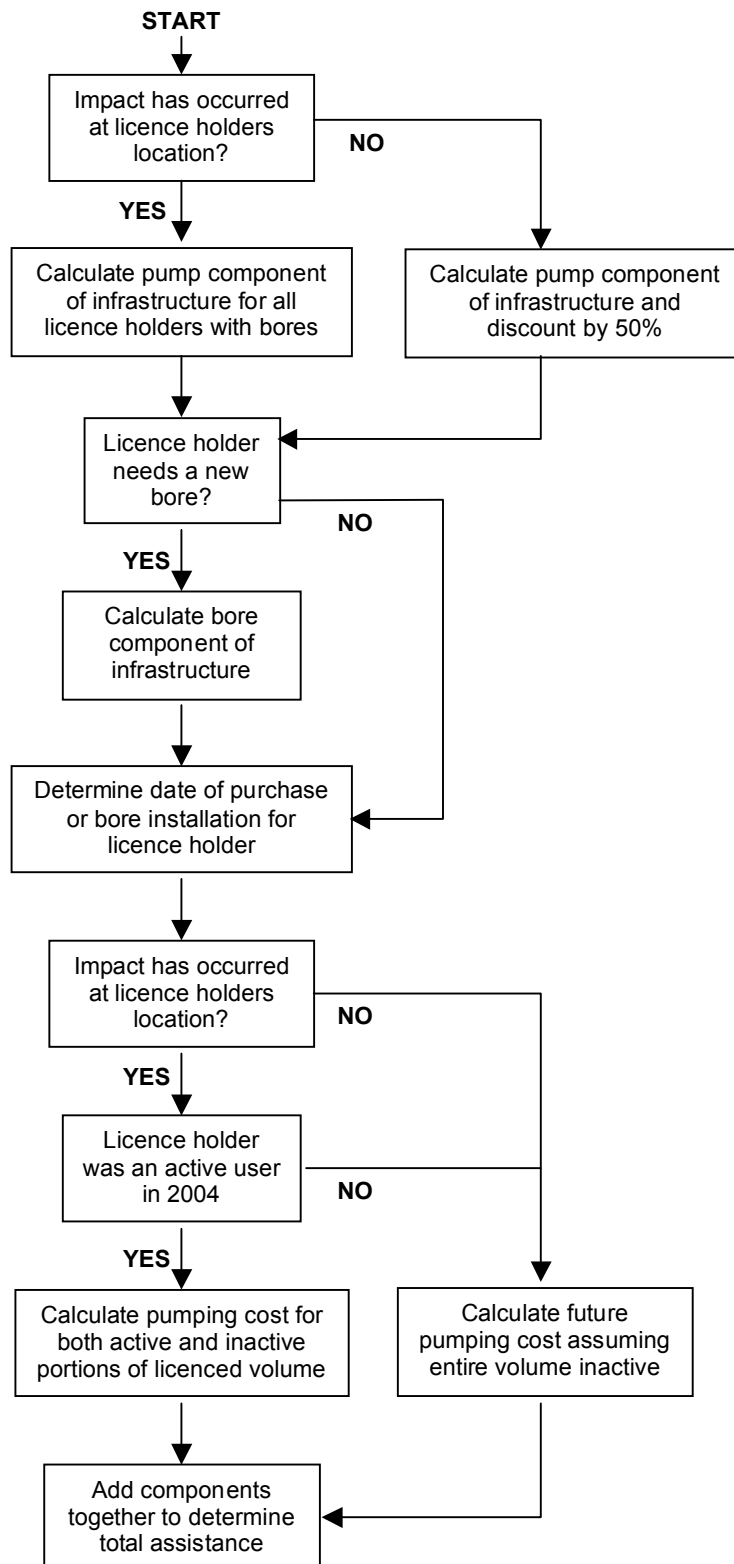 START
Impact has occurred
at licence holders
location?
NO
YES
Calculate pump component
of infrastructure for all
licence holders with bores
Calculate pump component
of infrastructure and
discount by 50%
Licence holder
needs a new
bore?
NO
YES
Calculate bore
component of
infrastructure
Determine date of purchase
or bore installation for
licence holder
Impact has occurred
at licence holders
location?
NO
YES
Licence holder
was an active user
in 2004
NO
YES
Calculate pumping cost for
both active and inactive
portions of licenced volume
Calculate future
pumping cost assuming
entire volume inactive
Add components
together to determine
total assistance